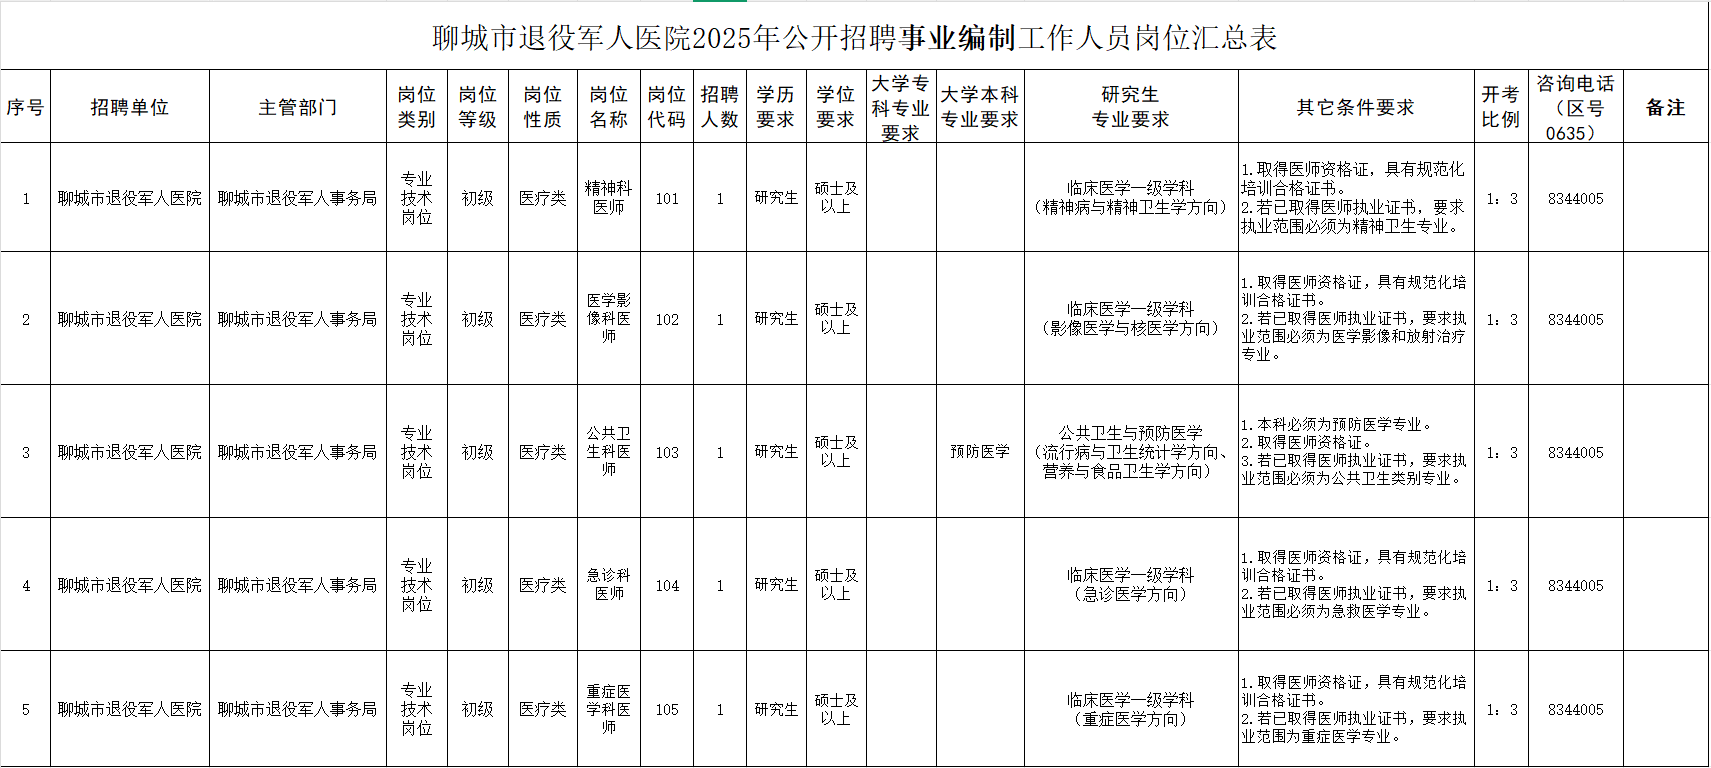 聊城市退役军人医院2025年公开招聘事业编制工作人员岗位汇总表
序号
招聘单位
主管部门
岗位
类别
岗位
等级
岗位
性质
岗位
名称
岗位
代码
招聘
人数
学历
要求
学位
要求
大学专
科专业
要求
大学本科
专业要求
研究生
专业要求
其它条件要求
开考
比例
咨询电话
（区号
0635）
备注
1
聊城市退役军人医院
聊城市退役军人事务局
专业
技术
岗位
初级
医疗类
精神科
医师
101
1
研究生
硕士及
以上
临床医学一级学科
（精神病与精神卫生学方向）
1.取得医师资格证，具有规范化
培训合格证书。
2.若已取得医师执业证书，要求
执业范围必须为精神卫生专业。
1：3
8344005
2
聊城市退役军人医院
聊城市退役军人事务局
专业
技术
岗位
初级
医疗类
医学影
像科医
师
102
1
研究生
硕士及
以上
临床医学一级学科
（影像医学与核医学方向）
1.取得医师资格证，具有规范化培
训合格证书。
2.若已取得医师执业证书，要求执
业范围必须为医学影像和放射治疗
专业。
1：3
8344005
3
聊城市退役军人医院
聊城市退役军人事务局
专业
技术
岗位
初级
医疗类
公共卫
生科医
师
103
1
研究生
硕士及
以上
预防医学
公共卫生与预防医学
（流行病与卫生统计学方向、
营养与食品卫生学方向）
1.本科必须为预防医学专业。
2.取得医师资格证。
3.若已取得医师执业证书，要求执
业范围必须为公共卫生类别专业。
1：3
8344005
4
聊城市退役军人医院
聊城市退役军人事务局
专业
技术
岗位
初级
医疗类
急诊科
医师
104
1
研究生
硕士及
以上
临床医学一级学科
（急诊医学方向）
1.取得医师资格证，具有规范化培
训合格证书。
2.若已取得医师执业证书，要求执
业范围必须为急救医学专业。
1：3
8344005
5
聊城市退役军人医院
聊城市退役军人事务局
专业
技术
岗位
初级
医疗类
重症医
学科医
师
105
1
研究生
硕士及
以上
临床医学一级学科
（重症医学方向）
1.取得医师资格证，具有规范化培
训合格证书。
2.若已取得医师执业证书，要求执
业范围为重症医学专业。
1：3
8344005